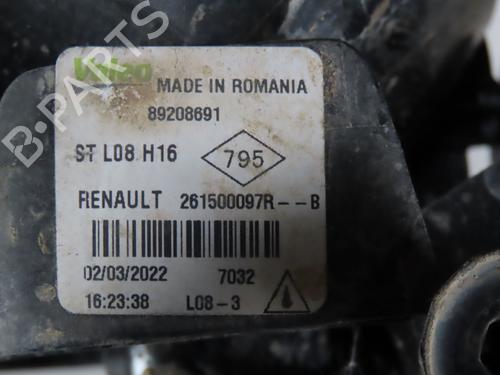 Valeo MADE IN ROMANIA
89208691
ST L08 H16 795
RENAULT 261500097R--B
02/03/2022 7032
16:23:38 L08-3
B-PARTS